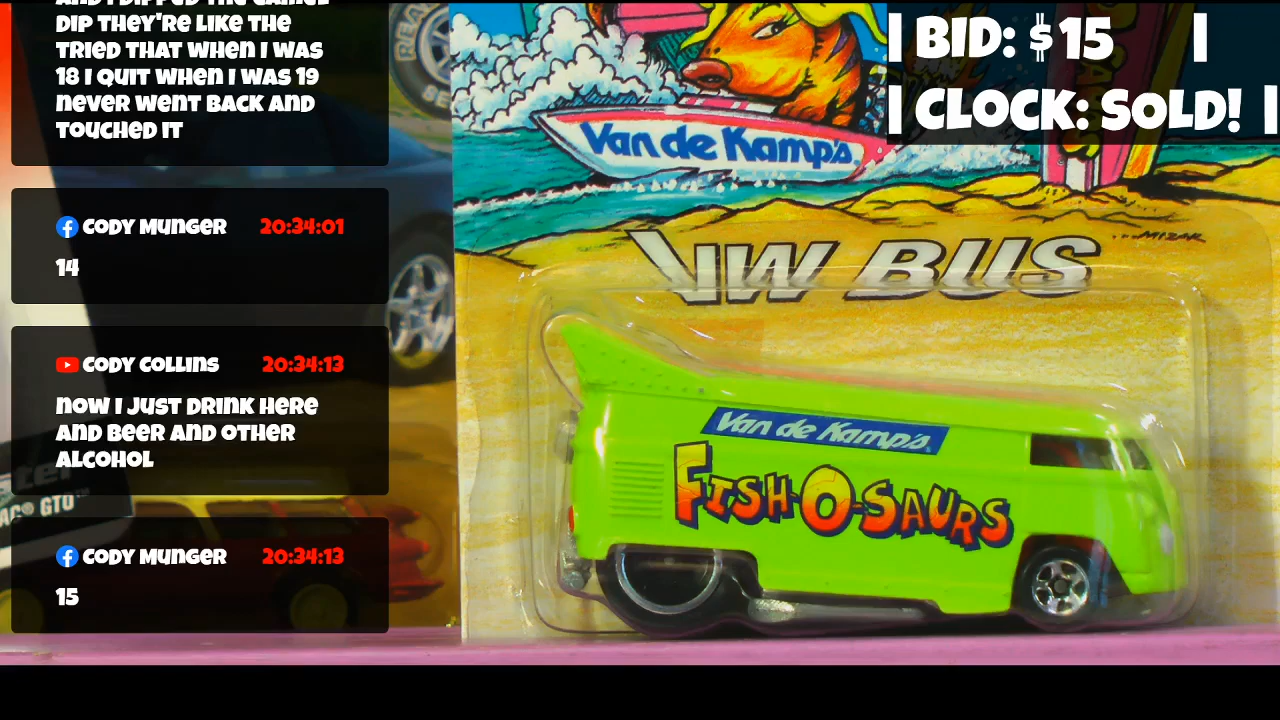 DIP THEY'RE LIKE THE
TRIED THAT WHEN I WAS
18 I QUIT WHEN I WAS 19
NEVER WENT BACK AND
TOUCHED IT
CODY MUNGER 20:34:01
14
CODY COLLINS 20:34:13
NOW I JUST DRINK HERE
AND BEER AND OTHER
ALCOHOL
CODY MUNGER 20:34:13
15
| BID: $15 |
| CLOCK: SOLD! |
Van de Kamp's
...MIZAR
VW BUS
Van de Kamp's
FISH-O-SAURS
GTO